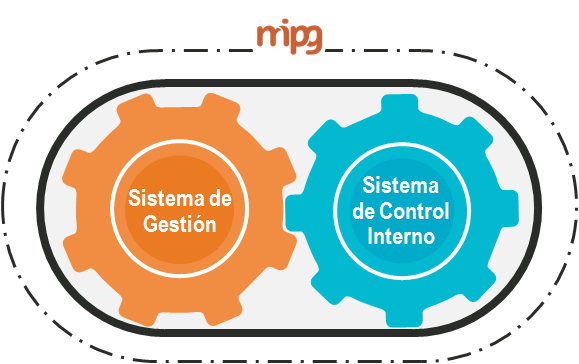 mipg
Sistema de
Gestión
Sistema
de Control
Interno